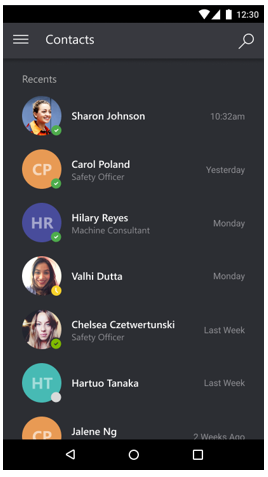 12:30
Contacts
Recents
Sharon Johnson 10:32am
CP Carol Poland Yesterday
Safety Officer
HR Hilary Reyes Monday
Machine Consultant
Valhi Dutta Monday
Chelsea Czetwertunski Last Week
Safety Officer
HT Hartuo Tanaka Last Week
CP Jalene Ng 2 Weeks Ago